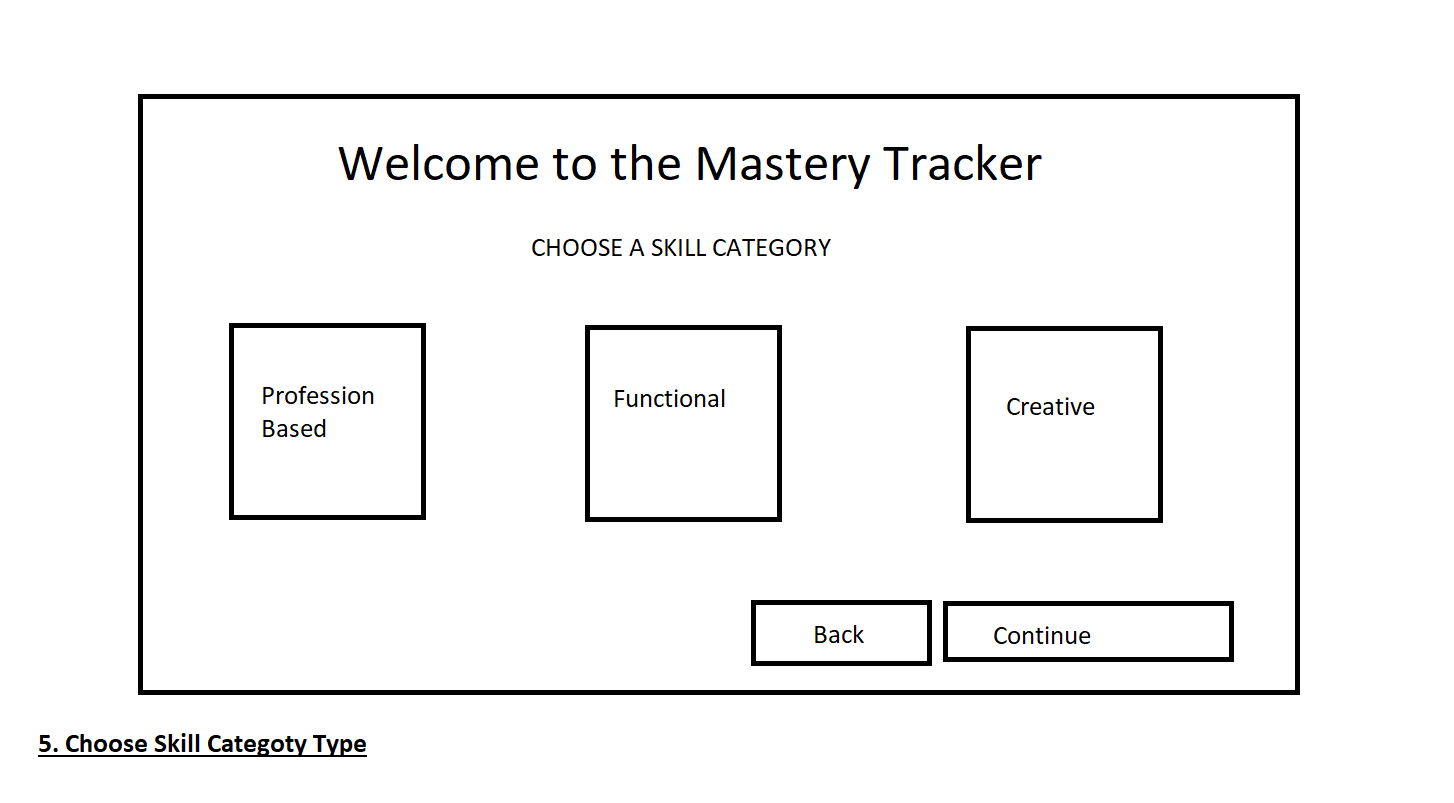 Welcome to the Mastery Tracker
CHOOSE A SKILL CATEGORY
Profession
Based
Functional
Creative
Back
Continue
5. Choose Skill Categoty Type